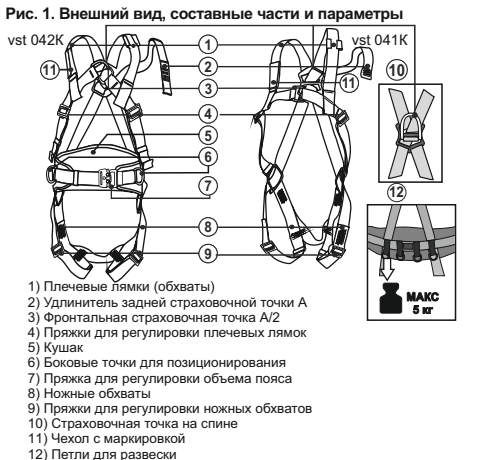 Рис. 1. Внешний вид, составные части и параметры
vst 042К
vst 041К
1
2
3
4
5
6
7
8
9
10
11
11
12
МАКС
5 кг
1) Плечевые лямки (обхваты)
2) Удлинитель задней страховочной точки А
3) Фронтальная страховочная точка А/2
4) Пряжки для регулировки плечевых лямок
5) Кушак
6) Боковые точки для позиционирования
7) Пряжка для регулировки объема пояса
8) Ножные обхваты
9) Пряжки для регулировки ножных обхватов
10) Страховочная точка на спине
11) Чехол с маркировкой
12) Петли для развески